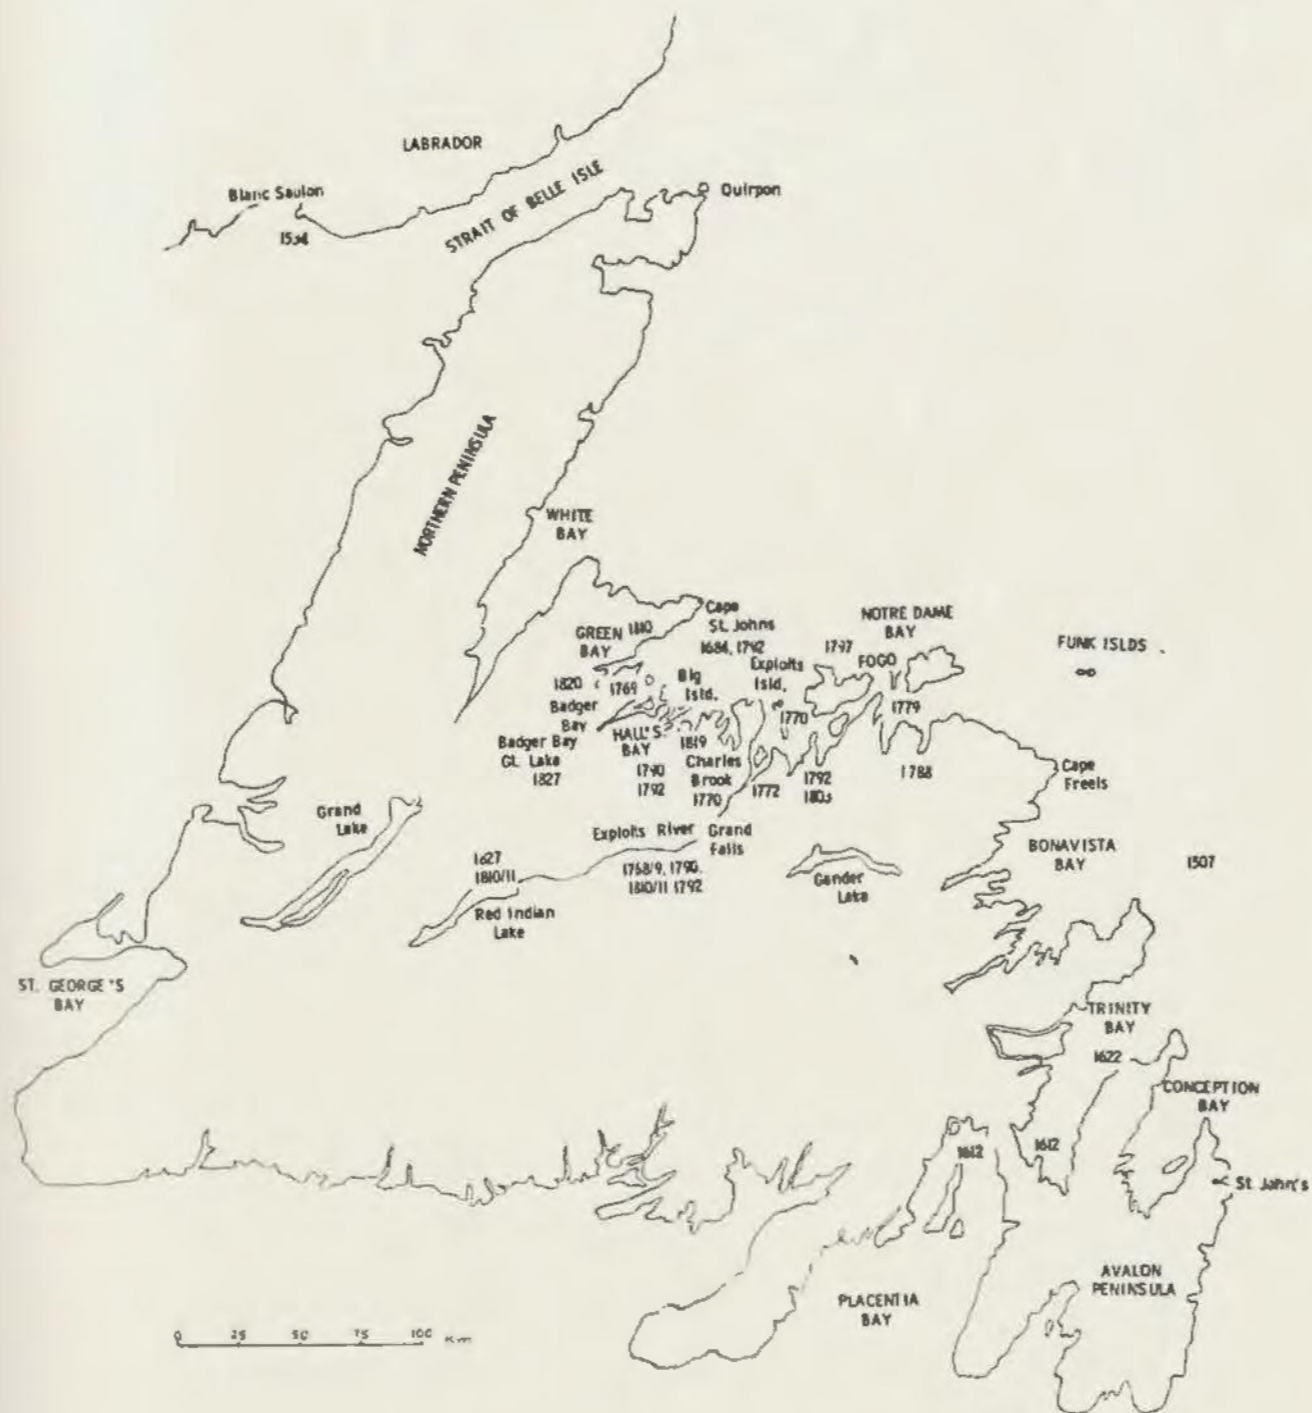 LABRADOR
Blanc Saulon
1534
STRAIT OF BELLE ISLE
Quirpon
NORTHERN PENINSULA
WHITE
BAY
Cape
St. Johns
1684, 1792
GREEN 1810
BAY
NOTRE DAME
BAY
1797
FOGO
FUNK ISLDS
Exploits
Isld.
1770
1779
1820
1769
Big
Isld.
Badger
Bay
HALL'S
BAY
1819
Badger Bay
Gt. Lake
1827
1790
1792
Charles
Brook
1770
1772
1792
1803
1788
Cape
Freels
Grand
Lake
Exploits River
Grand
Falls
1768/9, 1790,
1810/11 1792
1827
1810/11
Red Indian
Lake
Gander
Lake
BONAVISTA
BAY
1507
ST. GEORGE'S
BAY
TRINITY
BAY
1622
CONCEPTION
BAY
1612
1612
St. John's
AVALON
PENINSULA
PLACENTIA
BAY
0 25 50 75 100 Km